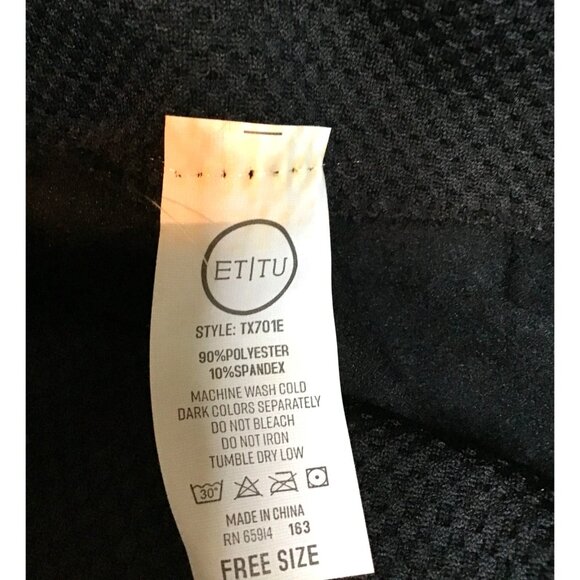 ET|TU
STYLE: TX701E
90%POLYESTER
10%SPANDEX
MACHINE WASH COLD
DARK COLORS SEPARATELY
DO NOT BLEACH
DO NOT IRON
TUMBLE DRY LOW
30°
MADE IN CHINA
RN 65914 163
FREE SIZE